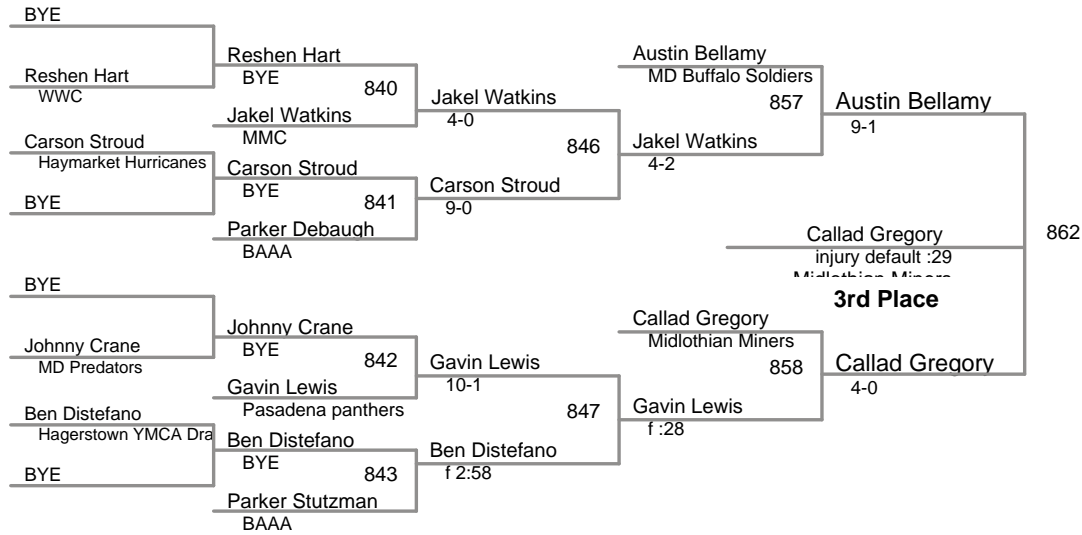 BYE
Reshen Hart
WWC
Carson Stroud
Haymarket Hurricanes
BYE
BYE
Johnny Crane
MD Predators
Ben Distefano
Hagerstown YMCA Dra
BYE
Reshen Hart
BYE
840
Jakel Watkins
MMC
Carson Stroud
BYE
841
Parker Debaugh
BAAA
Johnny Crane
BYE
842
Gavin Lewis
Pasadena panthers
Ben Distefano
BYE
843
Parker Stutzman
BAAA
Jakel Watkins
4-0
846
Carson Stroud
9-0
Gavin Lewis
10-1
847
Ben Distefano
f 2:58
Austin Bellamy
MD Buffalo Soldiers
857
Jakel Watkins
4-2
Callad Gregory
Midlothian Miners
858
Gavin Lewis
f :28
Austin Bellamy
9-1
862
Callad Gregory
injury default :29
Midlothian Miners
3rd Place
Callad Gregory
4-0